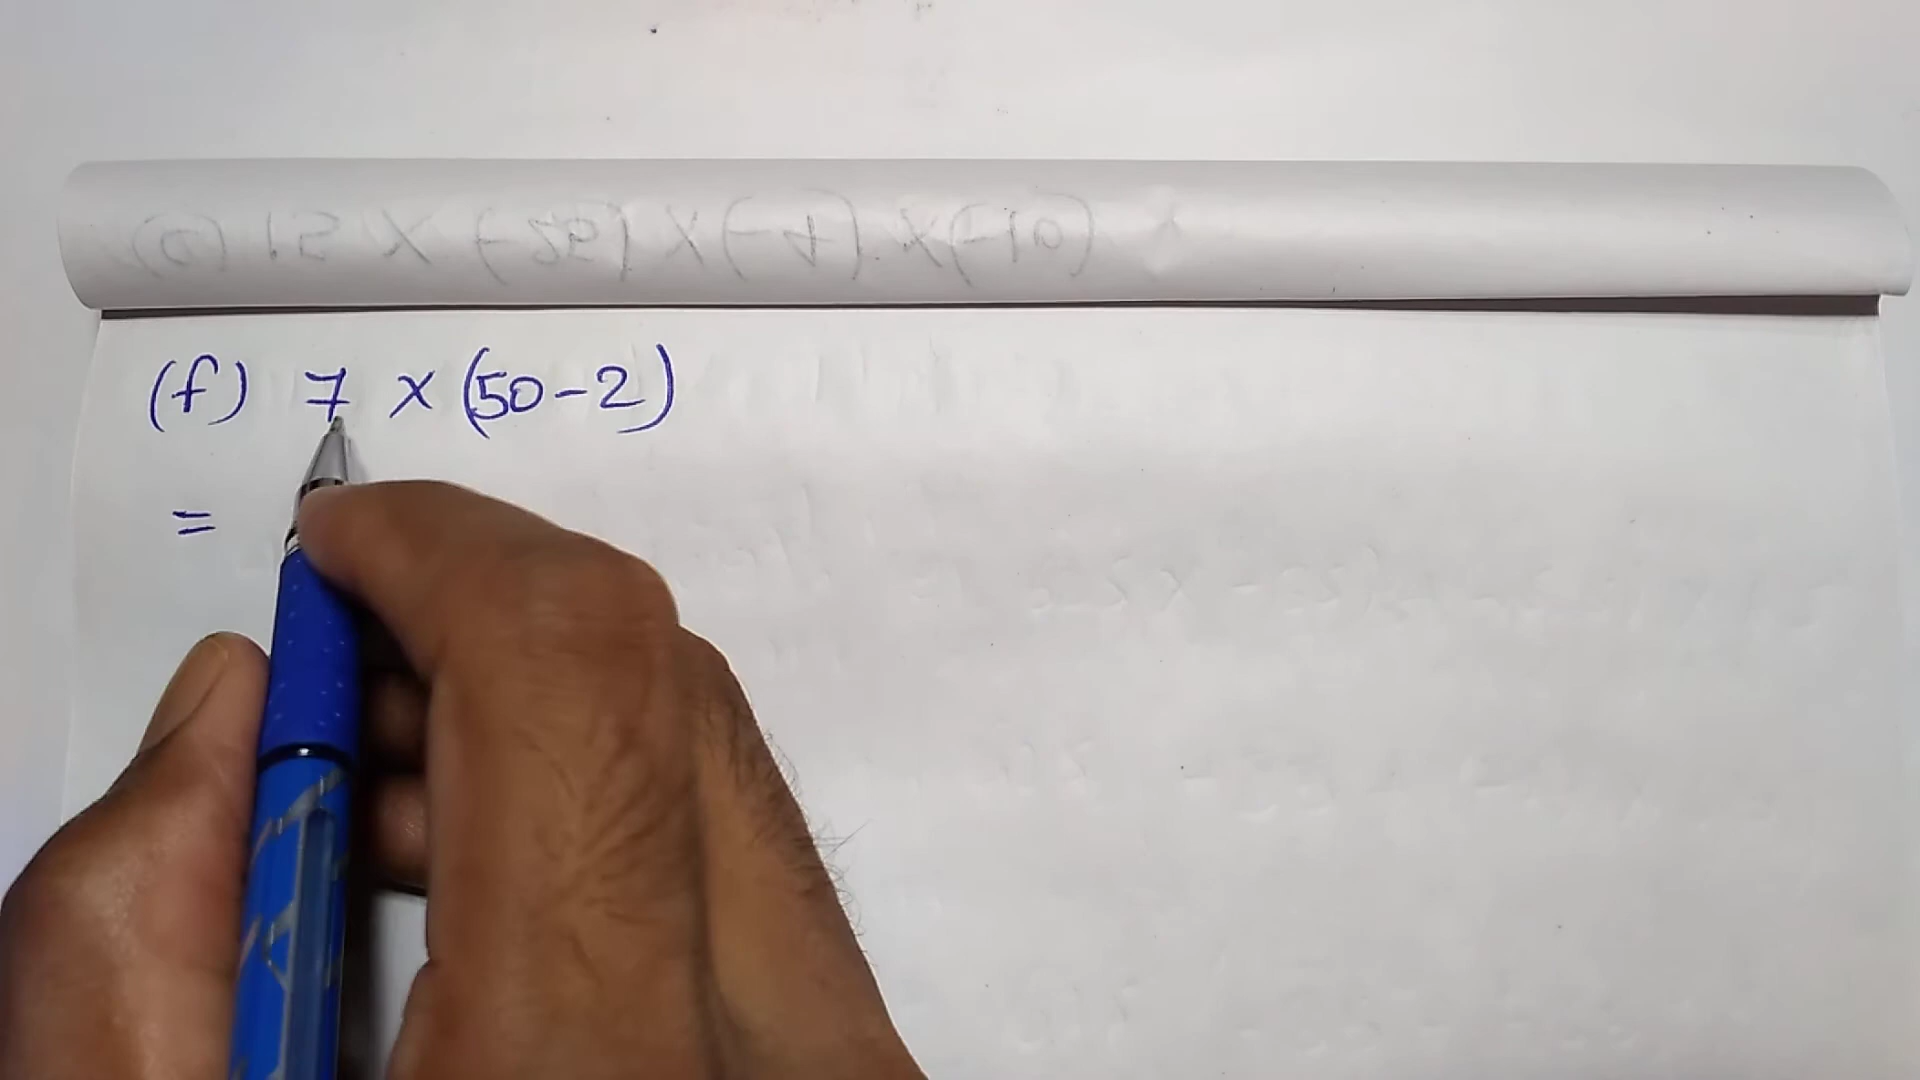 (f) 7 × (50-2)
=